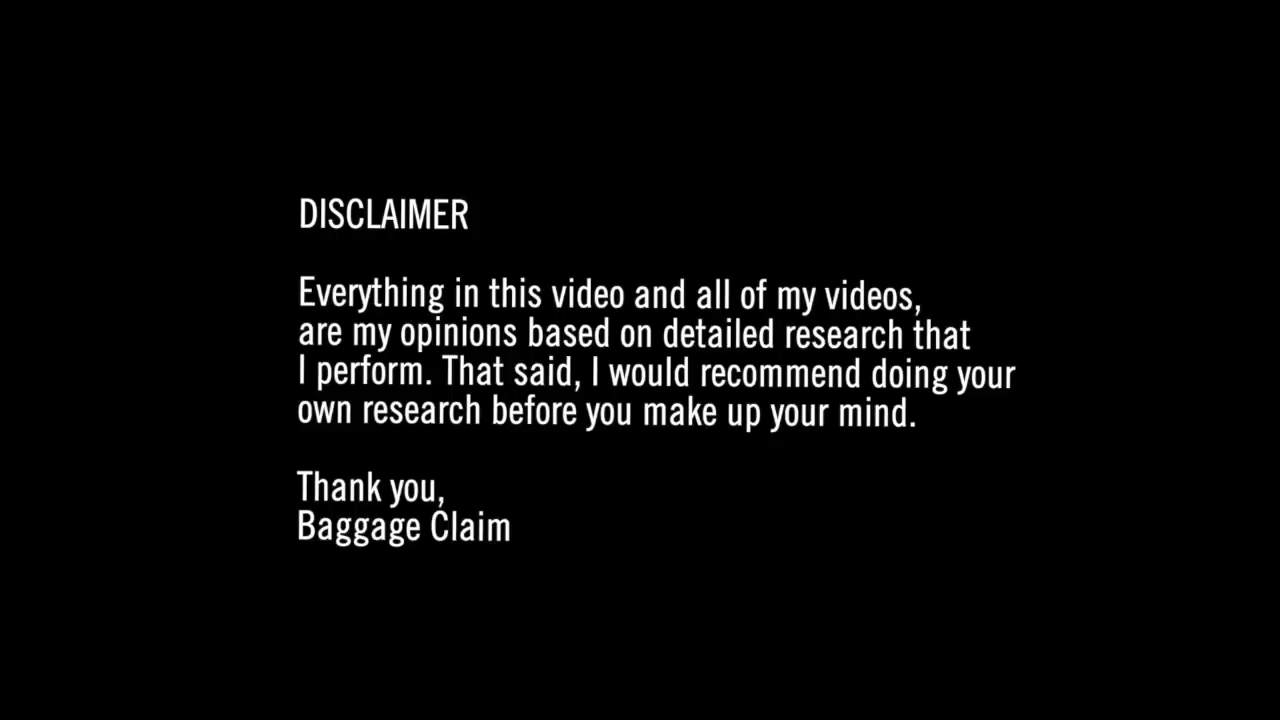 DISCLAIMER
Everything in this video and all of my videos,
are my opinions based on detailed research that
I perform. That said, I would recommend doing your
own research before you make up your mind.
Thank you,
Baggage Claim